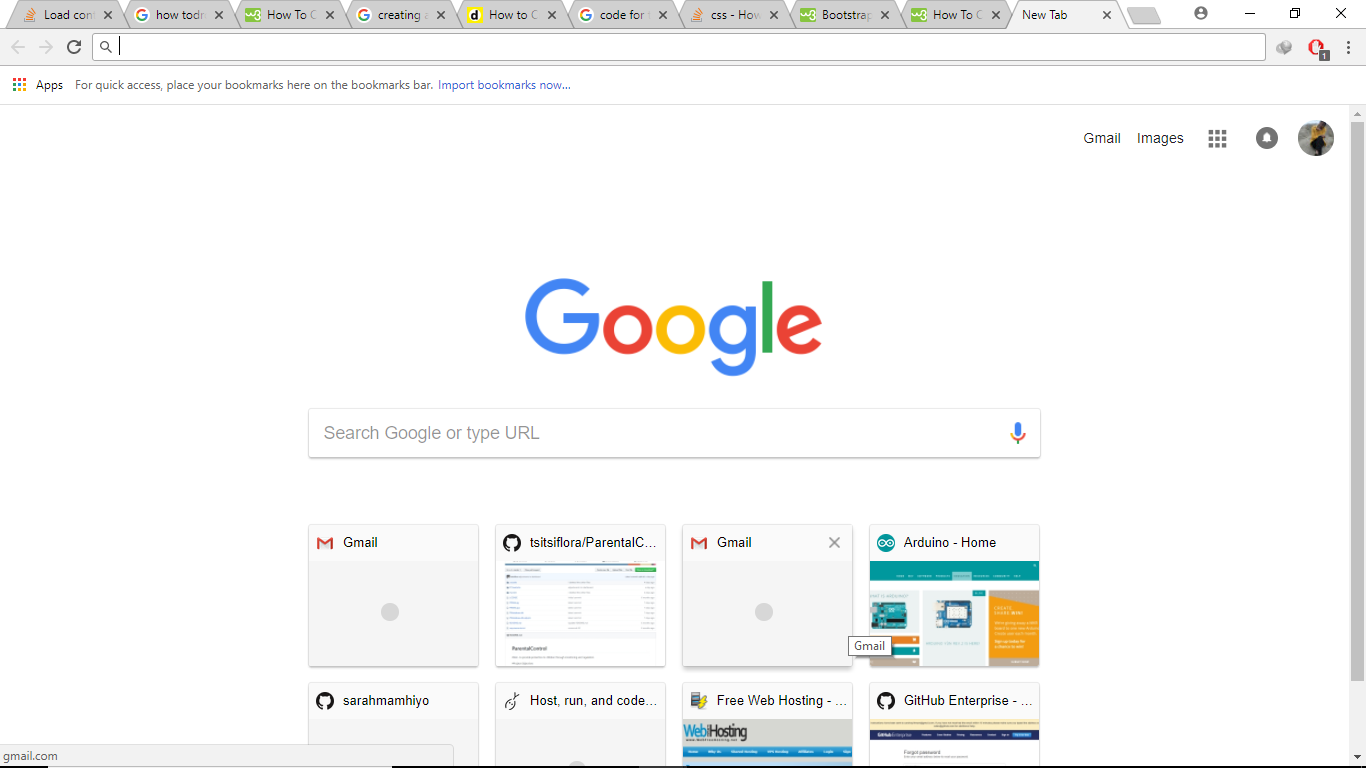 Load conf
how todr
How To C
creating a
How to C
code for f
css - How
Bootstrap
How To C
New Tab
1
Apps
For quick access, place your bookmarks here on the bookmarks bar. Import bookmarks now...
Gmail
Images
Google
Search Google or type URL
Gmail
tsitsiflora/ParentalC...
Gmail
Arduino - Home
ParentalControl
Gmail
sarahmamhiyo
Host, run, and code...
Free Web Hosting - ...
GitHub Enterprise - ...
Forgot password
gmail.com